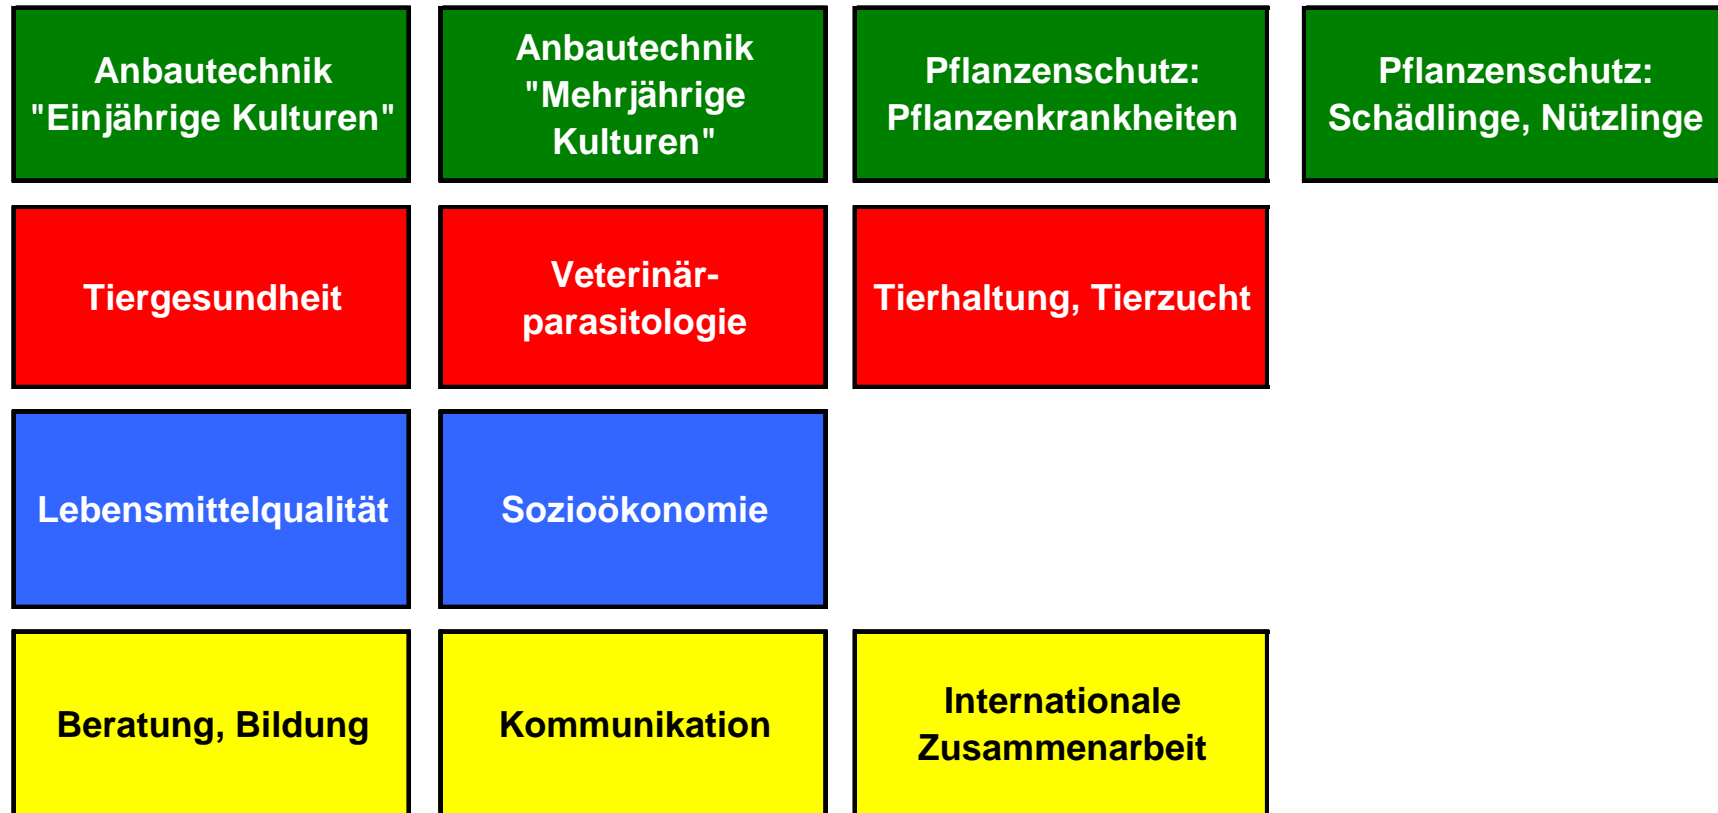 Anbautechnik
"Einjährige Kulturen"
Anbautechnik
"Mehrjährige
Kulturen"
Pflanzenschutz:
Pflanzenkrankheiten
Pflanzenschutz:
Schädlinge, Nützlinge
Tiergesundheit
Veterinär-
parasitologie
Tierhaltung, Tierzucht
Lebensmittelqualität
Sozioökonomie
Beratung, Bildung
Kommunikation
Internationale
Zusammenarbeit